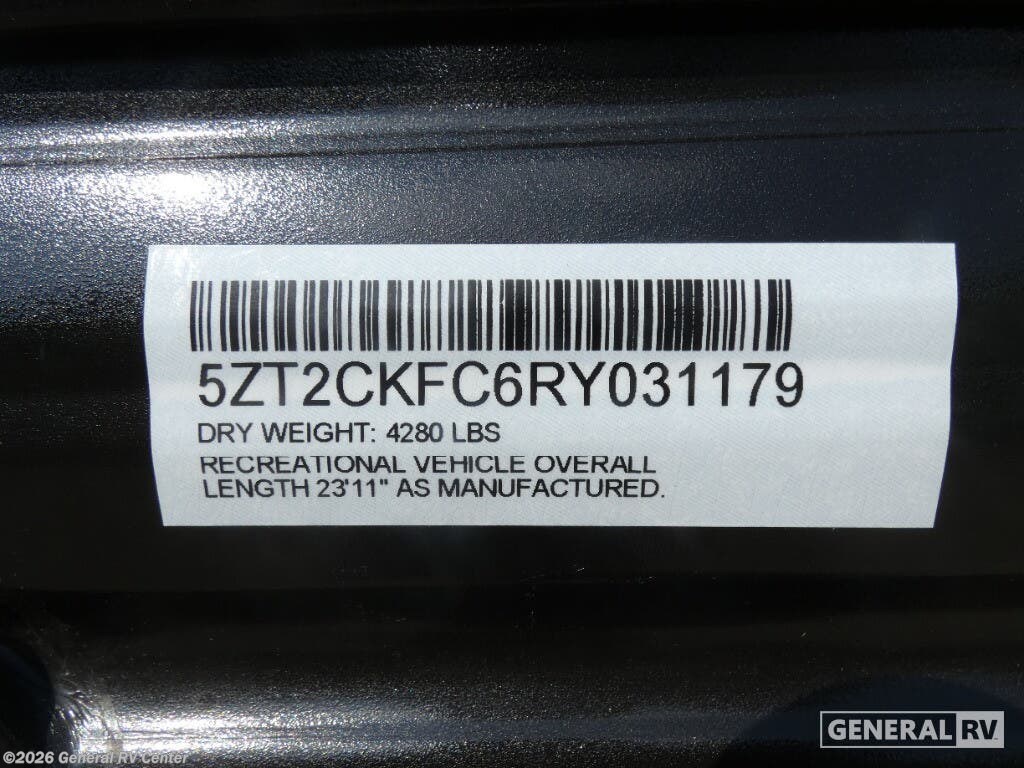 5ZT2CKFC6RY031179
DRY WEIGHT: 4280 LBS
RECREATIONAL VEHICLE OVERALL
LENGTH 23'11" AS MANUFACTURED.
GENERAL RV
©2026 General RV Center